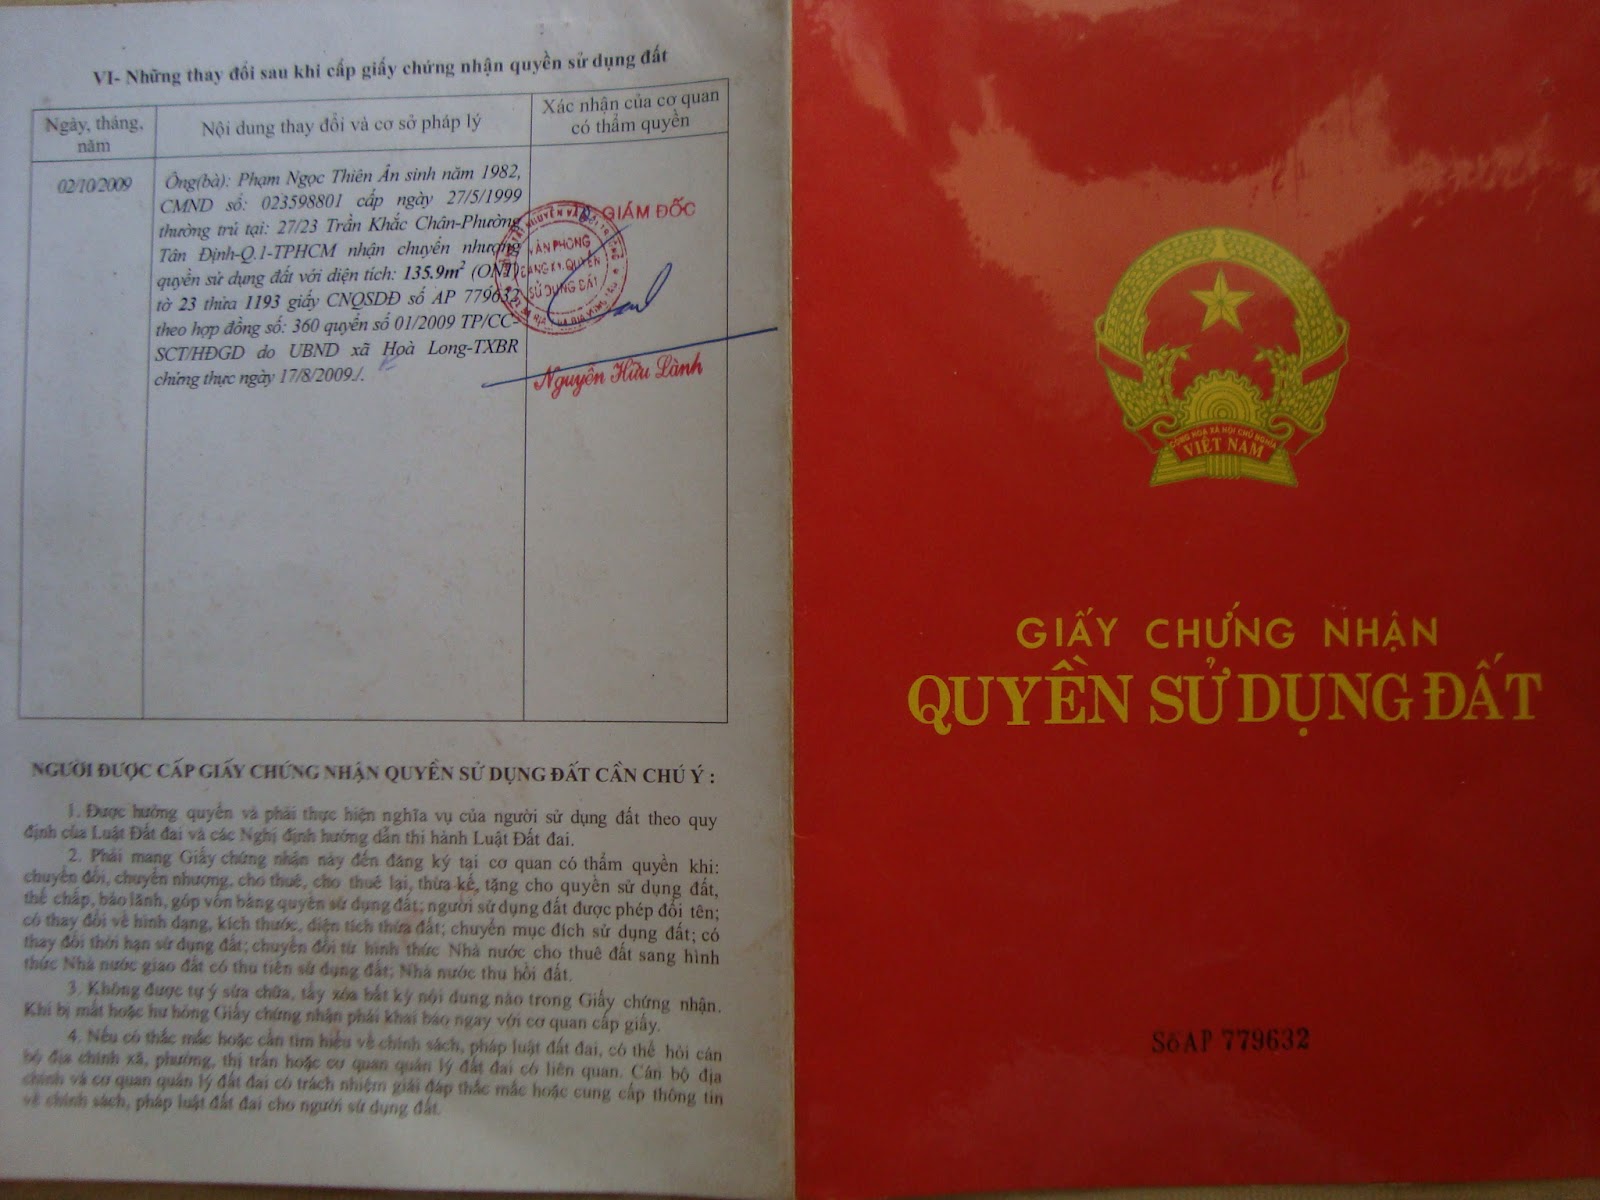 VI- Những thay đổi sau khi cấp giấy chứng nhận quyền sử dụng đất
Ngày, tháng,
năm
Nội dung thay đổi và cơ sở pháp lý
Xác nhận của cơ quan
có thẩm quyền
02/10/2009
Ông(bà): Phạm Ngọc Thiên Ân sinh năm 1982,
CMND số: 023598801 cấp ngày 27/5/1999
thường trú tại: 27/23 Trần Khắc Chân-Phường
Tân Định-Q.1-TPHCM nhận chuyển nhượng
quyền sử dụng đất với diện tích: 135.9m² (ONT)
tờ 23 thửa 1193 giấy CNQSDĐ số AP 779632
theo hợp đồng số: 360 quyển số 01/2009 TP/CC-
SCT/HĐGD do UBND xã Hoà Long-TXBR
chứng thực ngày 17/8/2009./.
GIÁM ĐỐC
VĂN PHÒNG
ĐĂNG KÝ QUYỀN
SỬ DỤNG ĐẤT
Nguyễn Hữu Lành
NGƯỜI ĐƯỢC CẤP GIẤY CHỨNG NHẬN QUYỀN SỬ DỤNG ĐẤT CẦN CHÚ Ý :
1. Được hưởng quyền và phải thực hiện nghĩa vụ của người sử dụng đất theo quy
định của Luật Đất đai và các Nghị định hướng dẫn thi hành Luật Đất đai.
2. Phải mang Giấy chứng nhận này đến đăng ký tại cơ quan có thẩm quyền khi:
chuyển đổi, chuyển nhượng, cho thuê, cho thuê lại, thừa kế, tặng cho quyền sử dụng đất,
thế chấp, bảo lãnh, góp vốn bằng quyền sử dụng đất; người sử dụng đất được phép đổi tên;
có thay đổi về hình dạng, kích thước, diện tích thửa đất; chuyển mục đích sử dụng đất; có
thay đổi thời hạn sử dụng đất; chuyển đổi từ hình thức Nhà nước cho thuê đất sang hình
thức Nhà nước giao đất có thu tiền sử dụng đất; Nhà nước thu hồi đất.
3. Không được tự ý sửa chữa, tẩy xóa bất kỳ nội dung nào trong Giấy chứng nhận.
Khi bị mất hoặc hư hỏng Giấy chứng nhận phải khai báo ngay với cơ quan cấp giấy.
4. Nếu có thắc mắc hoặc cần tìm hiểu về chính sách, pháp luật đất đai, có thể hỏi cán
bộ địa chính xã, phường, thị trấn hoặc cơ quan quản lý đất đai có liên quan. Cán bộ địa
chính và cơ quan quản lý đất đai có trách nhiệm giải đáp thắc mắc hoặc cung cấp thông tin
về chính sách, pháp luật đất đai cho người sử dụng đất.
CỘNG HÒA XÃ HỘI CHỦ NGHĨA
VIỆT NAM
GIẤY CHỨNG NHẬN
QUYỀN SỬ DỤNG ĐẤT
Số AP 779632